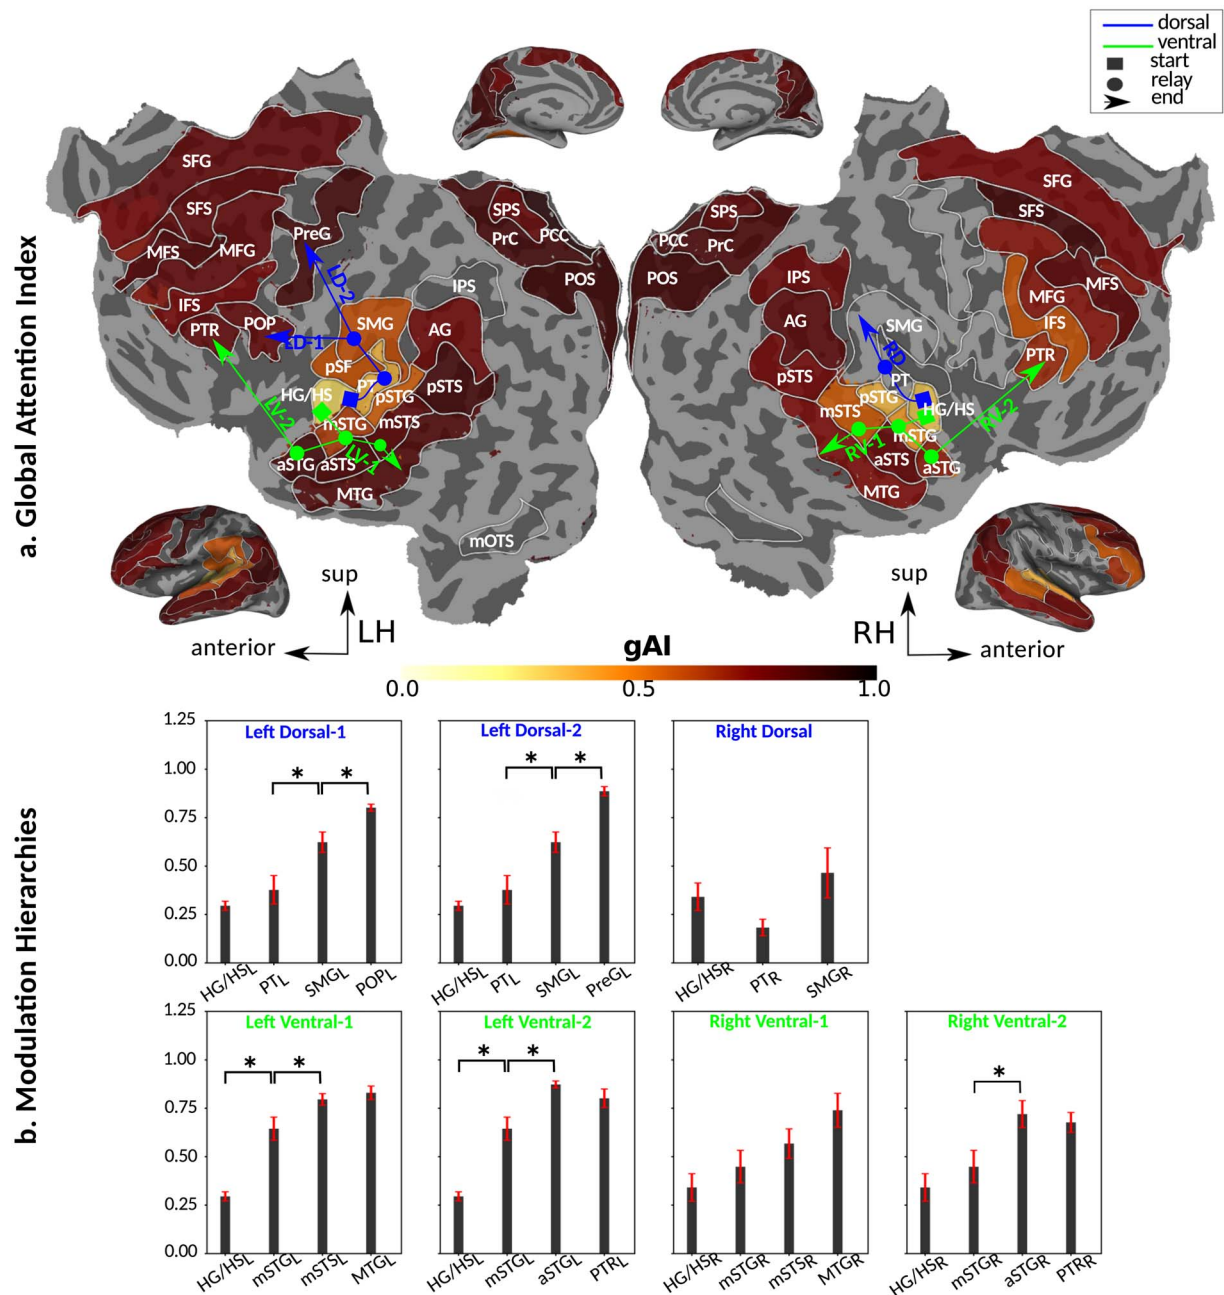 dorsal
ventral
start
relay
end
a. Global Attention Index
SFG
SFS
MFS
MFG
PreG
IFS
PTR
POP
LD-2
LD-1
SMG
pSF
HG/HS
PT
pSTG
mSTG
mSTS
LV-2
LV-1
aSTG
aSTS
MTG
AG
pSTS
IPS
SPS
PrC
PCC
POS
mOTS
SPS
PCC
PrC
POS
IPS
AG
pSTS
SMG
RD
PT
pSTG
HG/HS
mSTS
mSTG
RV-1
RV-2
aSTS
aSTG
MTG
SFG
SFS
MFG
MFS
IFS
PTR
sup
anterior
LH
sup
RH
anterior
gAI
0.0
0.5
1.0
b. Modulation Hierarchies
1.25
1.00
0.75
0.50
0.25
0.00
Left Dorsal-1
* *
HG/HSL PTL SMGL POPL
Left Dorsal-2
* *
HG/HSL PTL SMGL PreGL
Right Dorsal
HG/HSR PTR SMGR
1.25
1.00
0.75
0.50
0.25
0.00
Left Ventral-1
* *
HG/HSL mSTGL mSTSL MTGL
Left Ventral-2
* *
HG/HSL mSTGL aSTGL PTRL
Right Ventral-1
HG/HSR mSTGR mSTSR MTGR
Right Ventral-2
*
HG/HSR mSTGR aSTGR PTRR